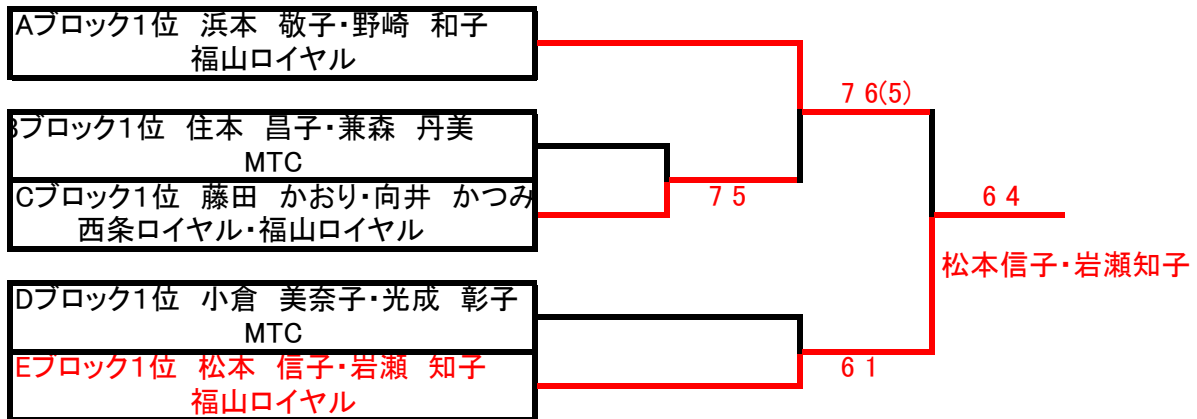 Aブロック1位　浜本　敬子・野崎　和子
福山ロイヤル
7 6(5)
Bブロック1位　住本　昌子・兼森　丹美
MTC
Cブロック1位　藤田　かおり・向井　かつみ
7 5
6 4
西条ロイヤル・福山ロイヤル
松本信子・岩瀬知子
Dブロック1位　小倉　美奈子・光成　彰子
MTC
Eブロック1位　松本　信子・岩瀬　知子
6 1
福山ロイヤル